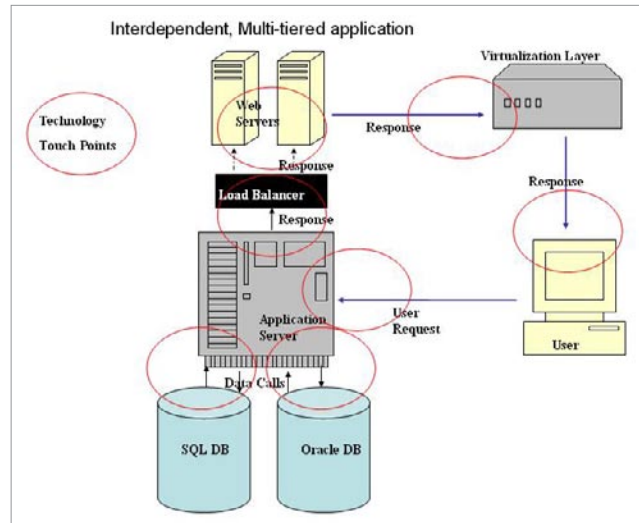 Interdependent, Multi-tiered application
Virtualization Layer
Technology
Touch Points
Web
Servers
Response
Response
Response
Load Balancer
Response
Application
Server
User
Request
User
Data Calls
SQL DB
Oracle DB